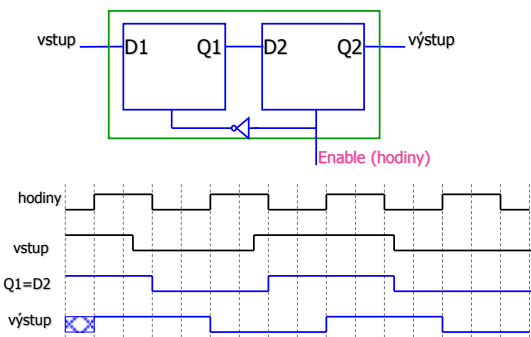 vstup D1 Q1 D2 Q2 výstup
Enable (hodiny)
hodiny
vstup
Q1=D2
výstup